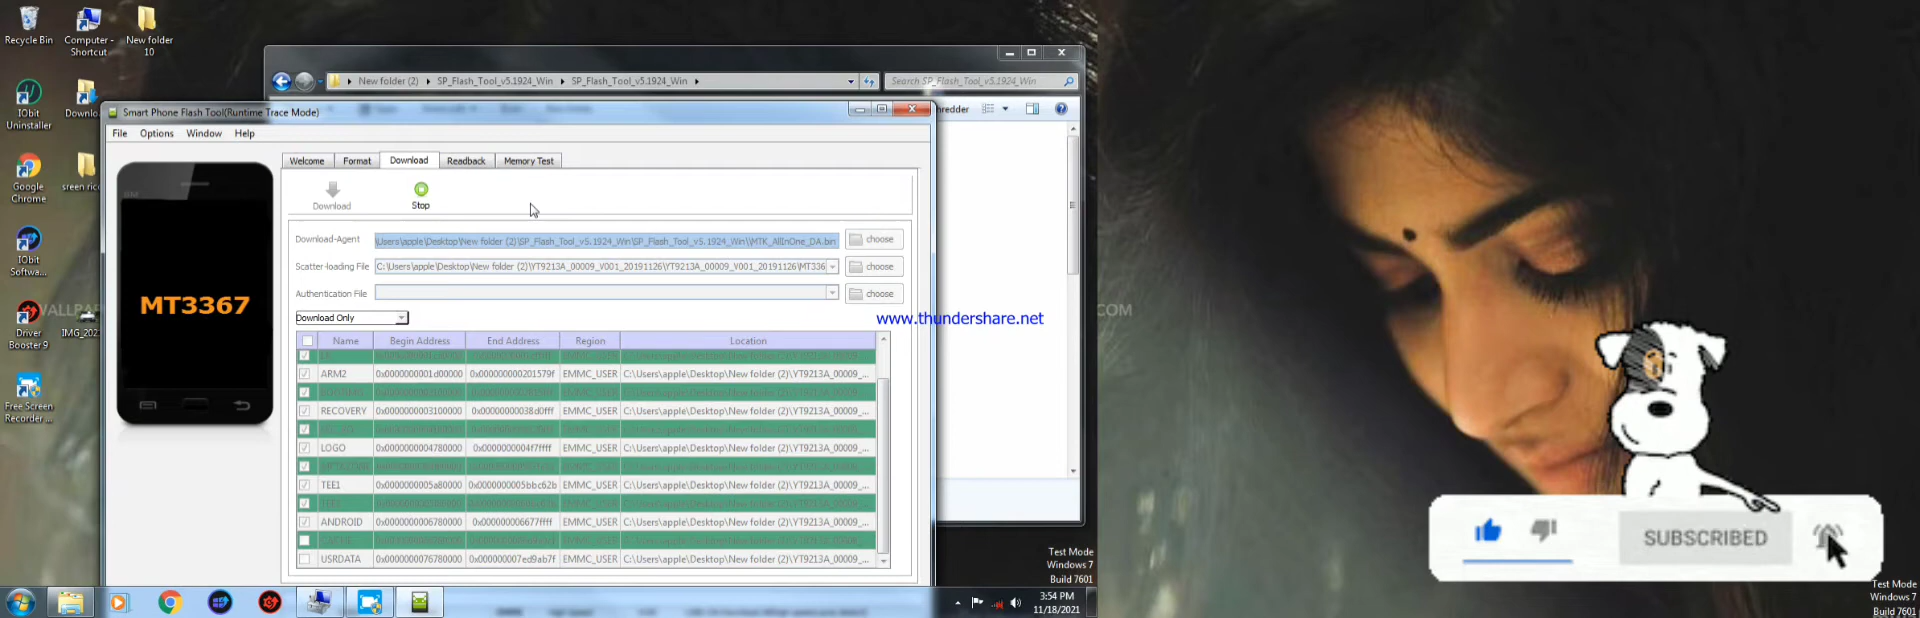 Recycle Bin
Computer - Shortcut
New folder 10
New folder (2)
SP_Flash_Tool_v5.1924_Win
SP_Flash_Tool_v5.1924_Win
Search SP_Flash_Tool_v5.1924_Win
IObit Uninstaller
Downlo...
Smart Phone Flash Tool(Runtime Trace Mode)
hredder
File Options Window Help
Welcome Format Download Readback Memory Test
Google Chrome
sreen rico
Download
Stop
Download-Agent
\Users\apple\Desktop\New folder (2)\SP_Flash_Tool_v5.1924_Win\SP_Flash_Tool_v5.1924_Win\\MTK_AllInOne_DA.bin
choose
Scatter-loading File
C:\Users\apple\Desktop\New folder (2)\YT9213A_00009_V001_20191126\YT9213A_00009_V001_20191126\MT336
choose
Authentication File
choose
IObit Softwa...
MT3367
Download Only
www.thundershare.net
WALLPAP
.COM
Driver Booster 9
IMG_202
Name Begin Address End Address Region Location
ARM2 0x0000000001d00000 0x000000000201579f EMMC_USER C:\Users\apple\Desktop\New folder (2)\YT9213A_00009_...
RECOVERY 0x0000000003100000 0x00000000038d0fff EMMC_USER C:\Users\apple\Desktop\New folder (2)\YT9213A_00009_...
LOGO 0x0000000004780000 0x0000000004f7ffff EMMC_USER C:\Users\apple\Desktop\New folder (2)\YT9213A_00009_...
TEE1 0x0000000005a80000 0x0000000005bbc62b EMMC_USER C:\Users\apple\Desktop\New folder (2)\YT9213A_00009_...
ANDROID 0x0000000006780000 0x000000006677ffff EMMC_USER C:\Users\apple\Desktop\New folder (2)\YT9213A_00009_...
USRDATA 0x0000000076780000 0x000000007ed9ab7f EMMC_USER C:\Users\apple\Desktop\New folder (2)\YT9213A_00009_...
Free Screen Recorder ...
SUBSCRIBED
Test Mode
Windows 7
Build 7601
3:54 PM
11/18/2021
Test Mode
Windows 7
Build 7601